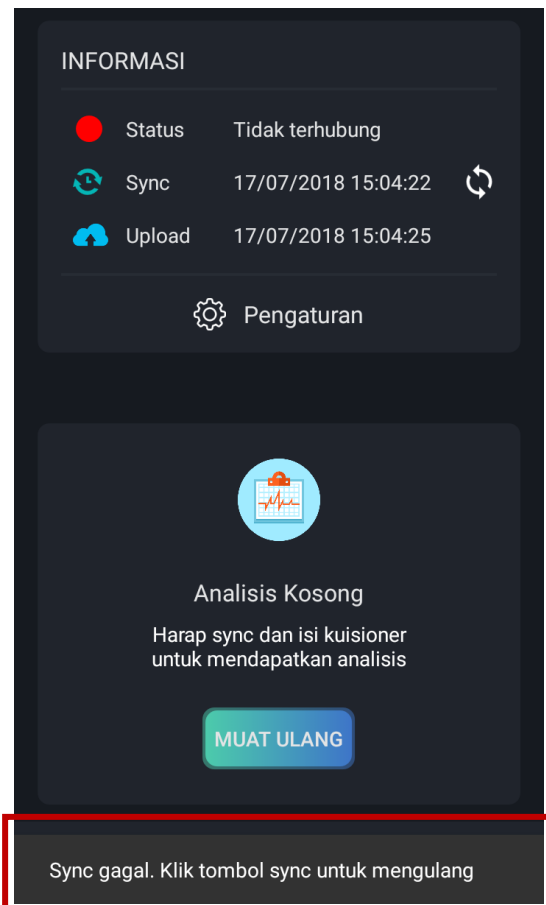 INFORMASI
Status Tidak terhubung
Sync 17/07/2018 15:04:22
Upload 17/07/2018 15:04:25
Pengaturan
Analisis Kosong
Harap sync dan isi kuisioner
untuk mendapatkan analisis
MUAT ULANG
Sync gagal. Klik tombol sync untuk mengulang